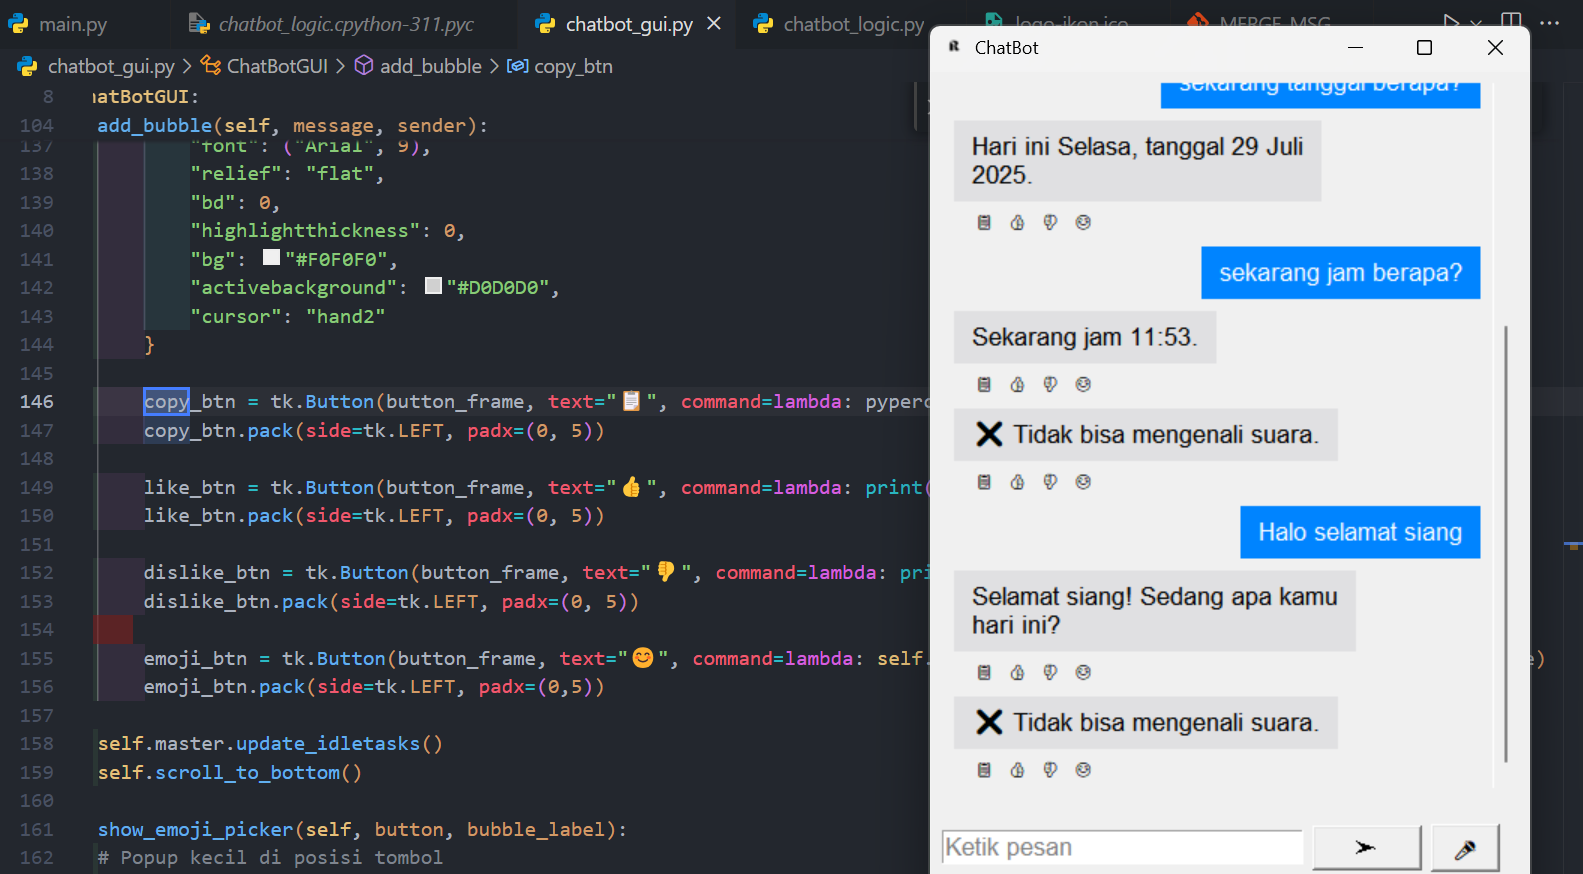 main.py
chatbot_logic.cpython-311.pyc
chatbot_gui.py
chatbot_logic.py
logo-ikon.ico
MERGE_MSG
chatbot_gui.py > ChatBotGUI > add_bubble > copy_btn
8 hatBotGUI:
104 add_bubble(self, message, sender):
137 "font": ("Arial", 9),
138 "relief": "flat",
139 "bd": 0,
140 "highlightthickness": 0,
141 "bg": "#F0F0F0",
142 "activebackground": "#D0D0D0",
143 "cursor": "hand2"
144 }
145
146 copy_btn = tk.Button(button_frame, text="📋", command=lambda: pyperc
147 copy_btn.pack(side=tk.LEFT, padx=(0, 5))
148
149 like_btn = tk.Button(button_frame, text="👍", command=lambda: print(
150 like_btn.pack(side=tk.LEFT, padx=(0, 5))
151
152 dislike_btn = tk.Button(button_frame, text="👎", command=lambda: pri
153 dislike_btn.pack(side=tk.LEFT, padx=(0, 5))
154
155 emoji_btn = tk.Button(button_frame, text="😊", command=lambda: self.
156 emoji_btn.pack(side=tk.LEFT, padx=(0,5))
157
158 self.master.update_idletasks()
159 self.scroll_to_bottom()
160
161 show_emoji_picker(self, button, bubble_label):
162 # Popup kecil di posisi tombol
ChatBot
sekarang tanggal berapa?
Hari ini Selasa, tanggal 29 Juli
2025.
sekarang jam berapa?
Sekarang jam 11:53.
❌ Tidak bisa mengenali suara.
Halo selamat siang
Selamat siang! Sedang apa kamu
hari ini?
❌ Tidak bisa mengenali suara.
Ketik pesan